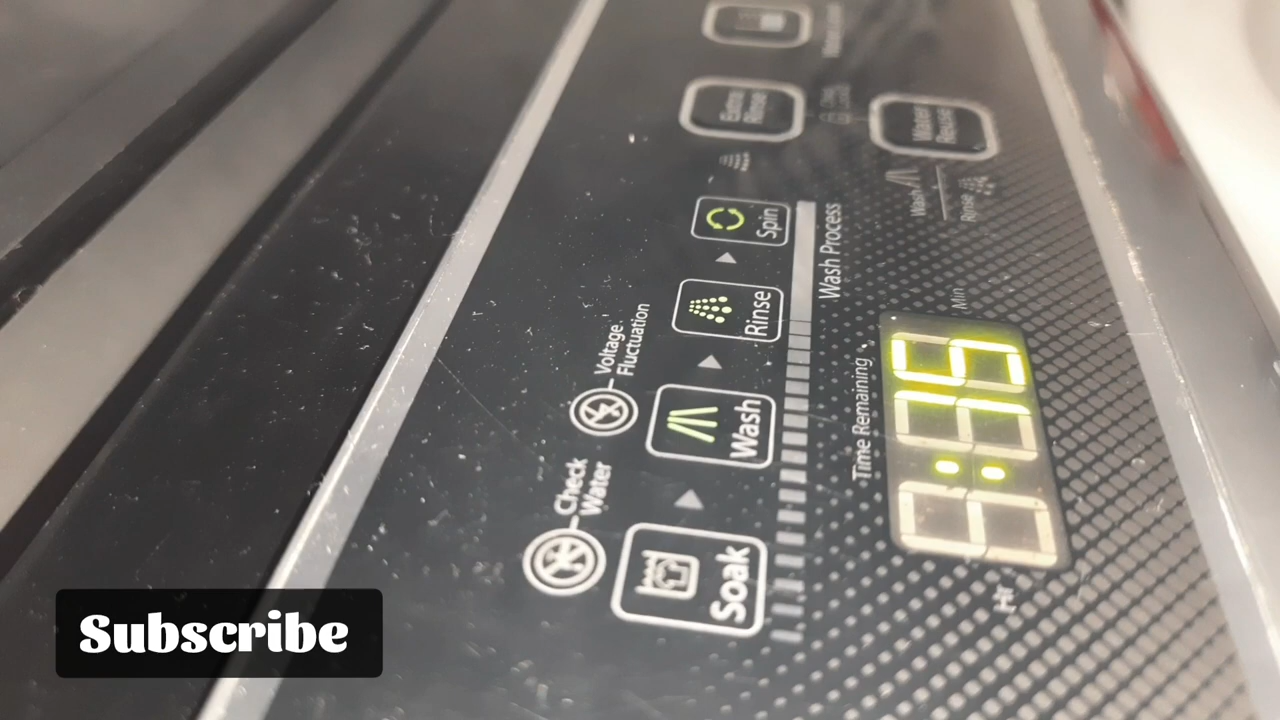 Extra
Rinse
Water
Reuse
Wash
Rinse
Spin
Rinse
Wash
Soak
Wash Process
Voltage
Fluctuation
Check
Water
Time Remaining
:15
Min
Hr
Subscribe